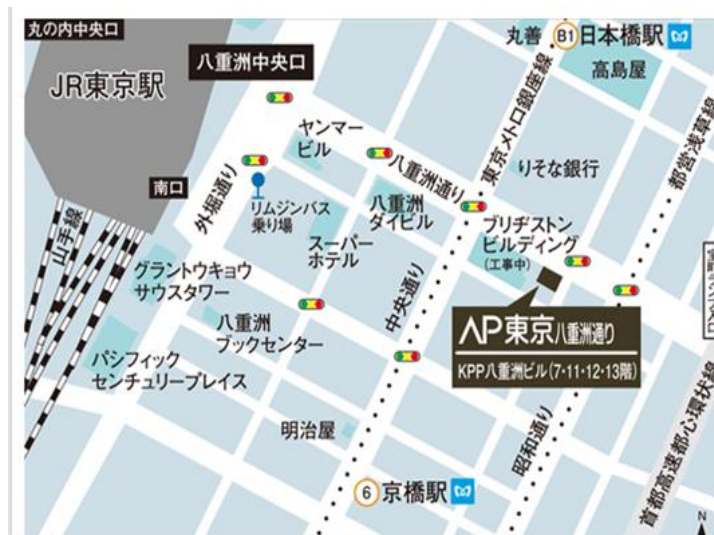 丸の内中央口
JR東京駅
八重洲中央口
丸善
B1
日本橋駅
高島屋
ヤンマー
ビル
八重洲通り
東京メトロ銀座線
都営浅草線
りそな銀行
南口
外堀通り
リムジンバス
乗り場
八重洲
ダイビル
スーパー
ホテル
ブリヂストン
ビルディング
(工事中)
山手線
グラントウキョウ
サウスタワー
八重洲
ブックセンター
中央通り
AP東京八重洲通り
KPP八重洲ビル(7・11・12・13階)
パシフィック
センチュリープレイス
明治屋
昭和通り
首都高速都心環状線
6
京橋駅
N